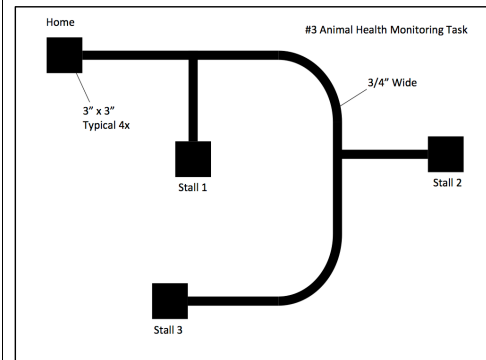 Home
#3 Animal Health Monitoring Task
3/4” Wide
3” x 3”
Typical 4x
Stall 1
Stall 2
Stall 3